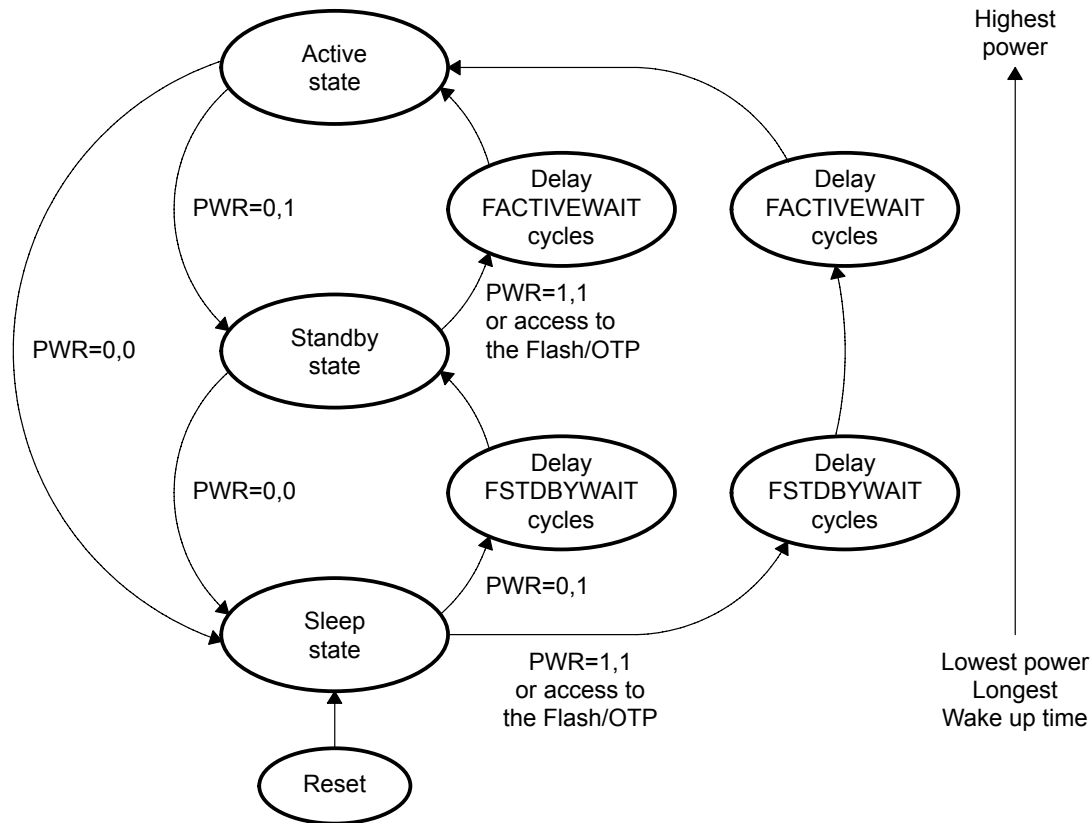 Highest
power
Active
state
Delay
FACTIVEWAIT
cycles
Delay
FACTIVEWAIT
cycles
PWR=0,1
PWR=1,1
or access to
the Flash/OTP
Standby
state
PWR=0,0
Delay
FSTDBYWAIT
cycles
Delay
FSTDBYWAIT
cycles
PWR=0,0
PWR=0,1
Sleep
state
PWR=1,1
or access to
the Flash/OTP
Lowest power
Longest
Wake up time
Reset